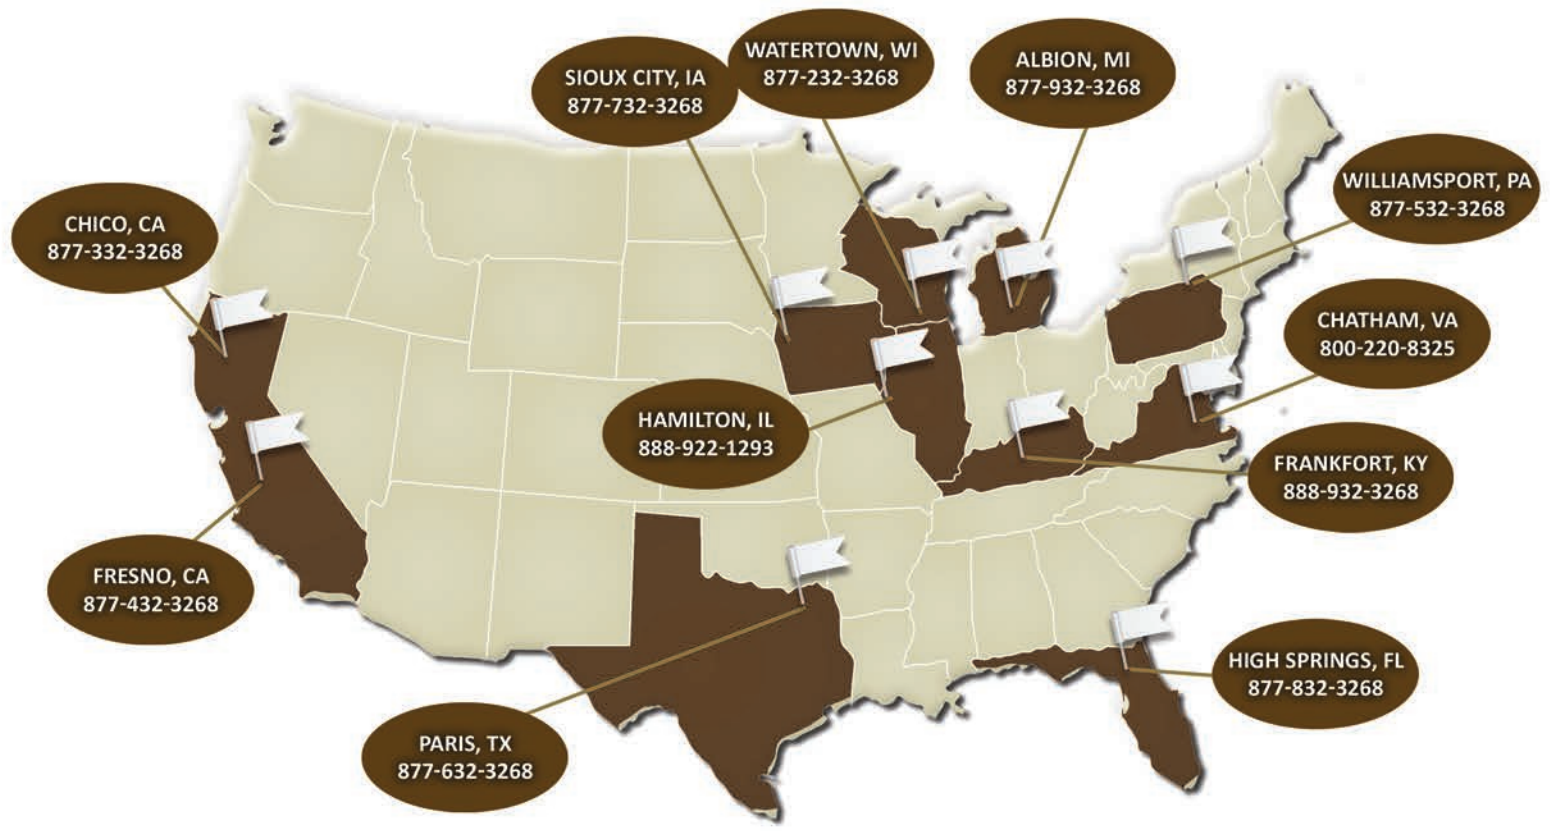 WATERTOWN, WI
877-232-3268
SIOUX CITY, IA
877-732-3268
ALBION, MI
877-932-3268
WILLIAMSPORT, PA
877-532-3268
CHICO, CA
877-332-3268
CHATHAM, VA
800-220-8325
HAMILTON, IL
888-922-1293
FRANKFORT, KY
888-932-3268
FRESNO, CA
877-432-3268
HIGH SPRINGS, FL
877-832-3268
PARIS, TX
877-632-3268